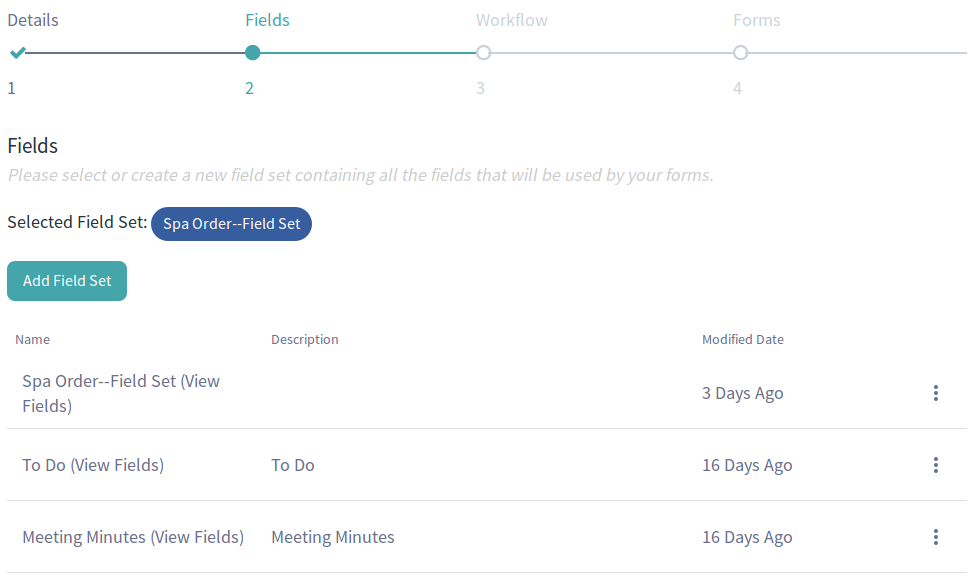 Details Fields Workflow Forms
1 2 3 4
Fields
Please select or create a new field set containing all the fields that will be used by your forms.
Selected Field Set: Spa Order--Field Set
Add Field Set
Name Description Modified Date
Spa Order--Field Set (View
Fields)
3 Days Ago
To Do (View Fields) To Do 16 Days Ago
Meeting Minutes (View Fields) Meeting Minutes 16 Days Ago